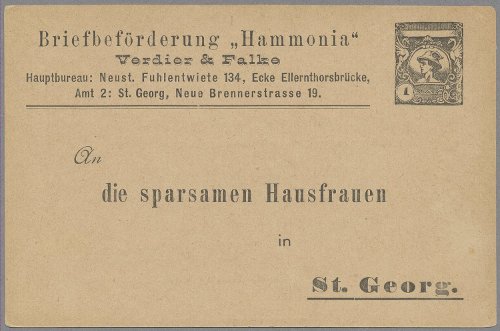 Briefbeförderung „Hammonia“
Verdier & Falke
Hauptbureau: Neust. Fuhlentwiete 134, Ecke Ellernthorsbrücke,
Amt 2: St. Georg, Neue Brennerstrasse 19.
1
An
die sparsamen Hausfrauen
in
St. Georg.